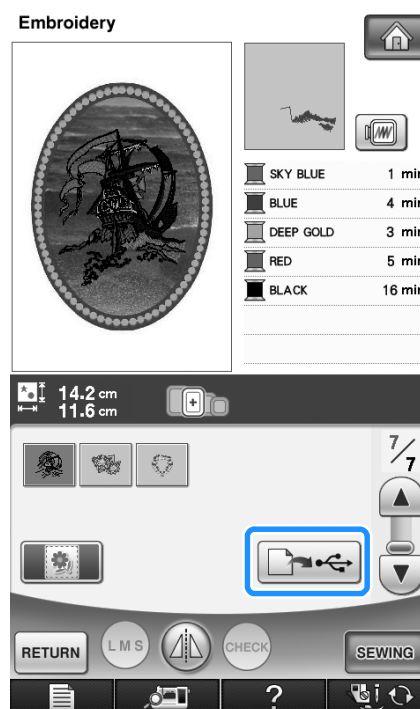 Embroidery
SKY BLUE 1 min
BLUE 4 min
DEEP GOLD 3 min
RED 5 min
BLACK 16 min
14.2 cm
11.6 cm
7/7
RETURN
L M S
CHECK
SEWING
?